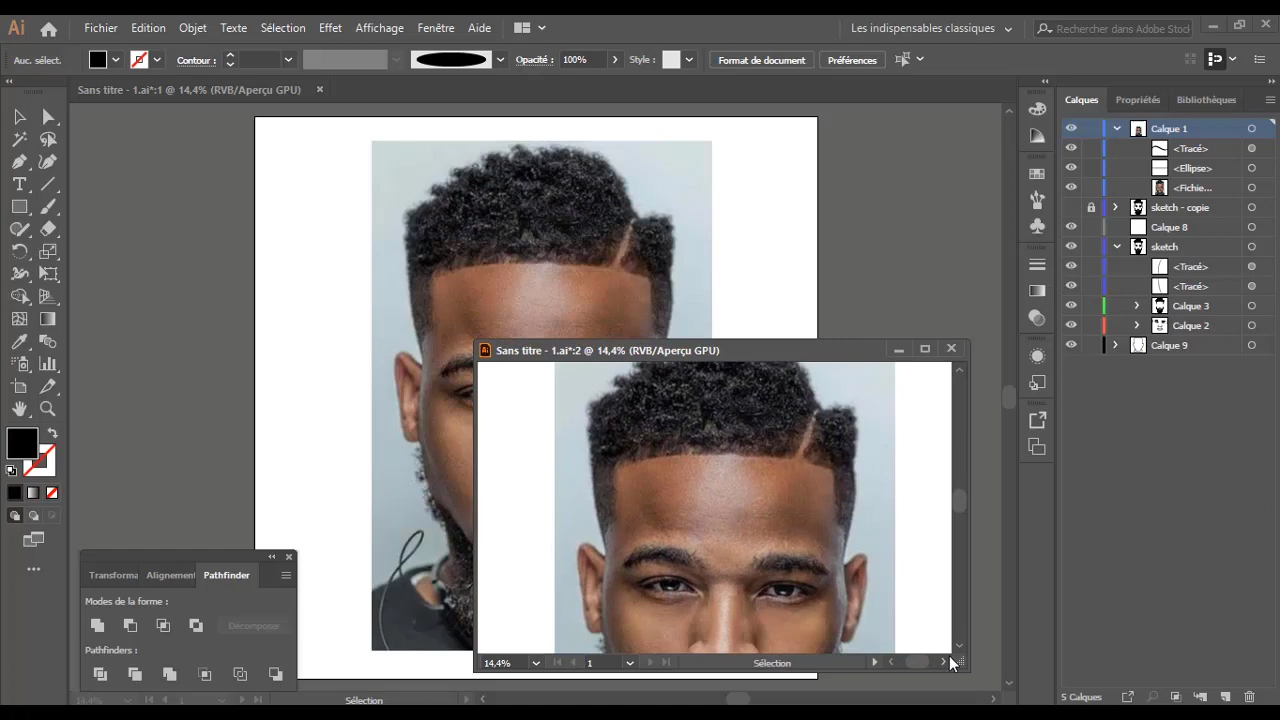 Ai
Fichier Edition Objet Texte Sélection Effet Affichage Fenêtre Aide
Les indispensables classiques
Rechercher dans Adobe Stock
Auc. sélect.
Contour :
Opacité : 100%
Style :
Format de document
Préférences
Sans titre - 1.ai*:1 @ 14,4% (RVB/Aperçu GPU)
Calques Propriétés Bibliothèques
Calque 1
<Tracé>
<Ellipse>
<Fichie...
sketch - copie
Calque 8
sketch
<Tracé>
<Tracé>
Calque 3
Calque 2
Calque 9
Ai Sans titre - 1.ai*:2 @ 14,4% (RVB/Aperçu GPU)
Transforma Alignement Pathfinder
Modes de la forme :
Décomposer
Pathfinders :
14,4% 1 Sélection
14,4% 1 Sélection
5 Calques